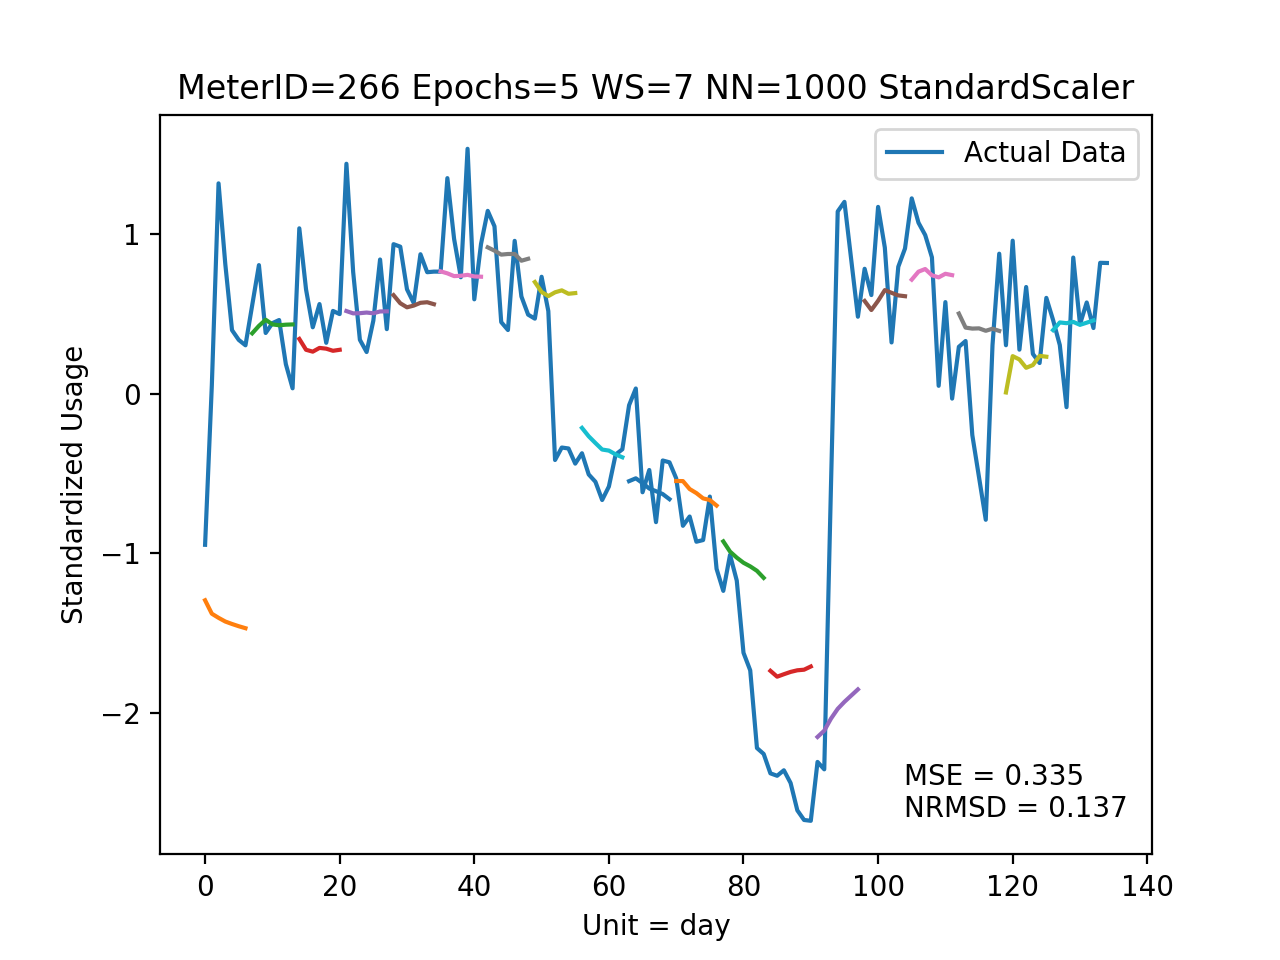 MeterID=266 Epochs=5 WS=7 NN=1000 StandardScaler
Actual Data
1
0
−1
−2
Standardized Usage
MSE = 0.335
NRMSD = 0.137
0 20 40 60 80 100 120 140
Unit = day